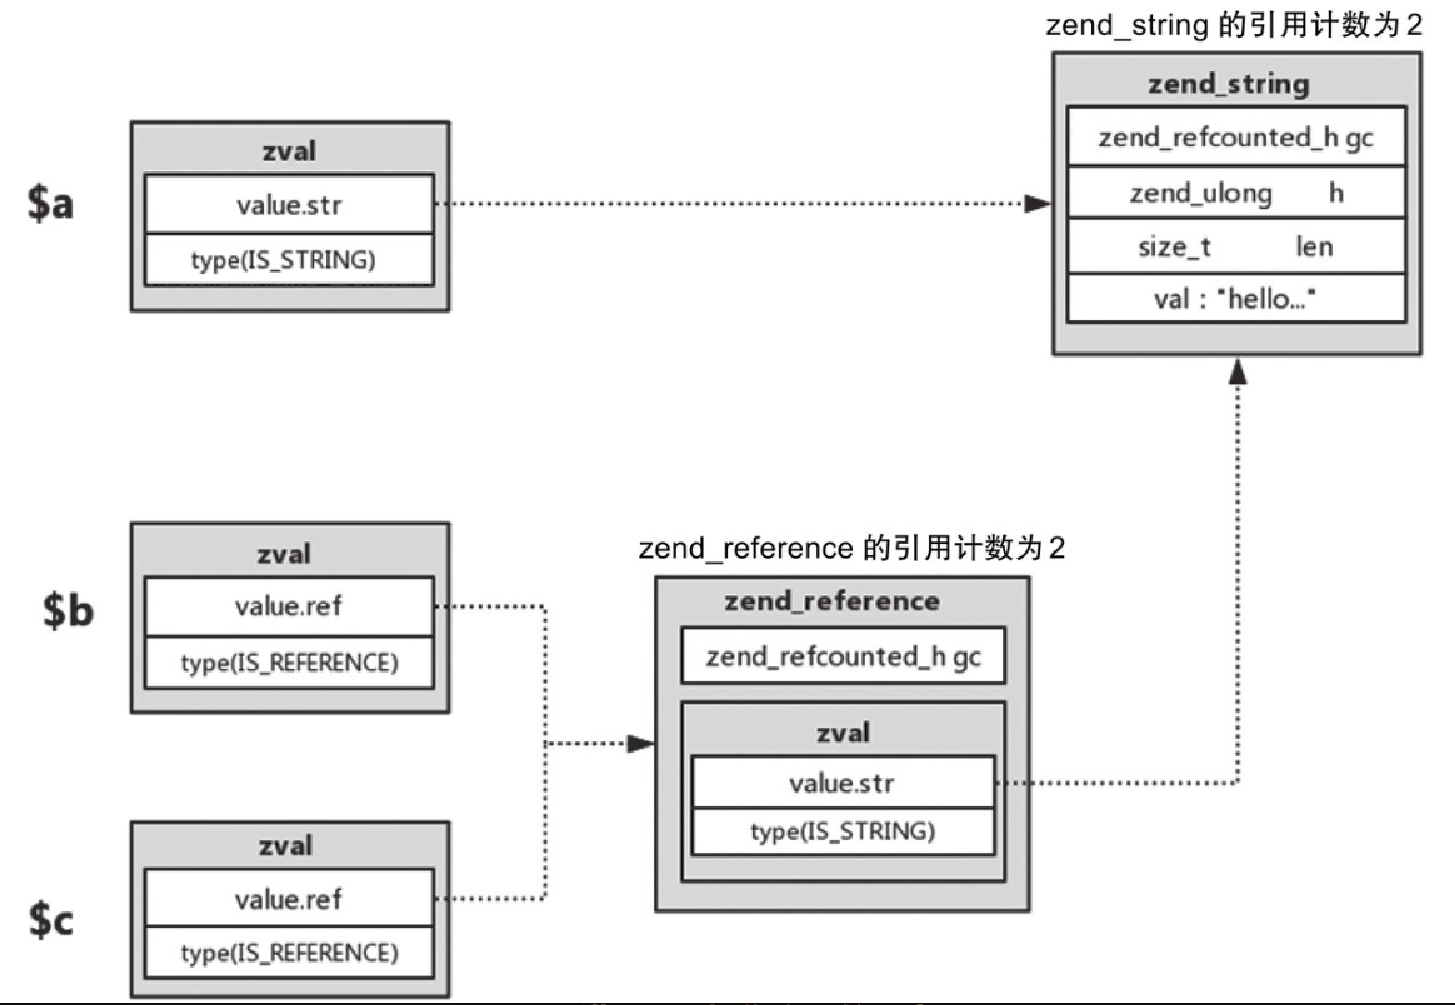 zend_string 的引用计数为2
zend_string
zend_refcounted_h gc
zend_ulong h
size_t len
val : "hello..."
$a
zval
value.str
type(IS_STRING)
$b
zval
value.ref
type(IS_REFERENCE)
zend_reference 的引用计数为2
zend_reference
zend_refcounted_h gc
zval
value.str
type(IS_STRING)
$c
zval
value.ref
type(IS_REFERENCE)